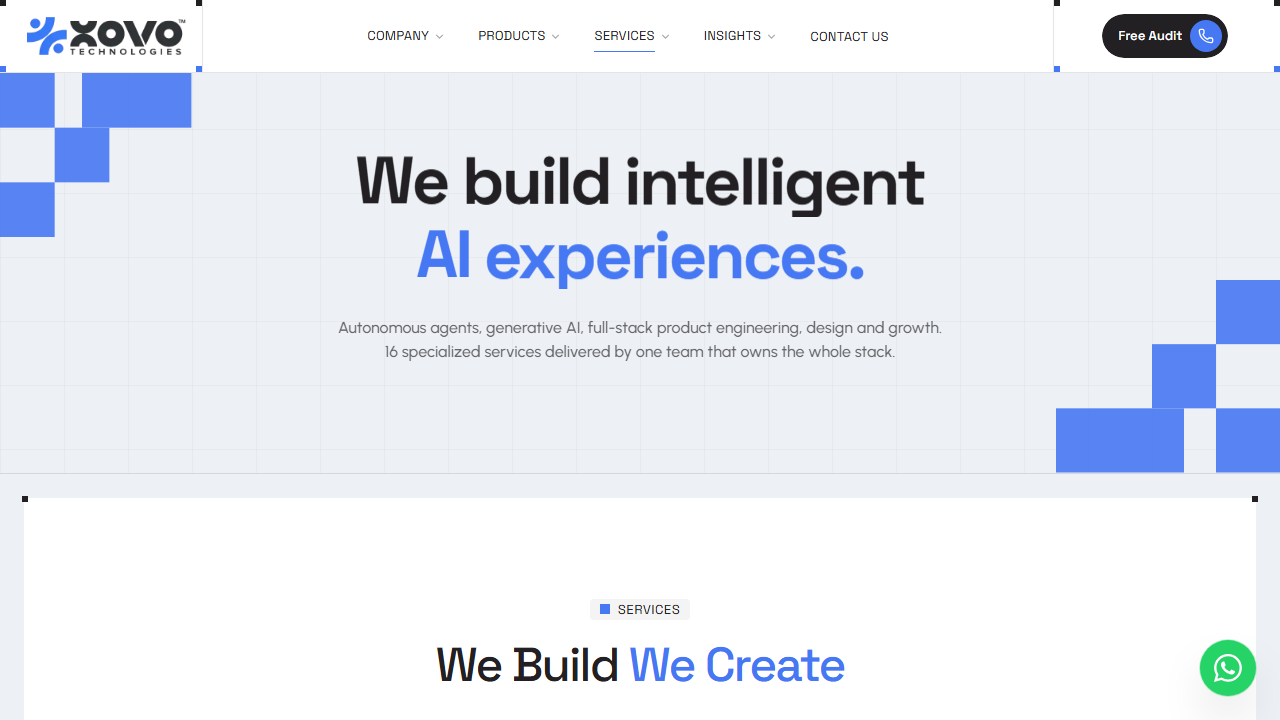 XOVO™
TECHNOLOGIES
COMPANY
PRODUCTS
SERVICES
INSIGHTS
CONTACT US
Free Audit
We build intelligent
AI experiences.
Autonomous agents, generative AI, full-stack product engineering, design and growth.
16 specialized services delivered by one team that owns the whole stack.
SERVICES
We Build We Create